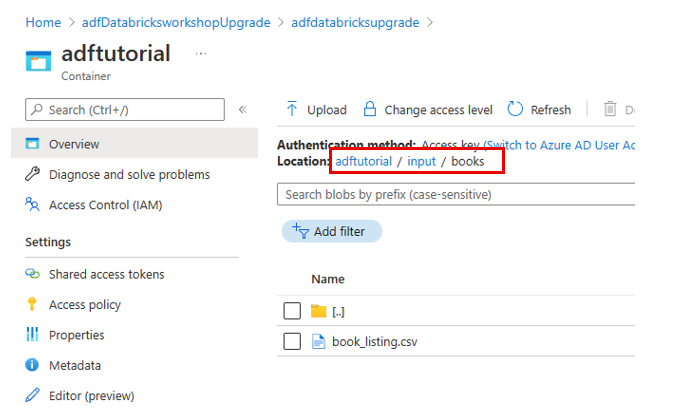 Home > adfDatabricksworkshopUpgrade > adfdatabricksupgrade >
adftutorial ...
Container
Search (Ctrl+/) «
Overview
Diagnose and solve problems
Access Control (IAM)
Settings
Shared access tokens
Access policy
Properties
Metadata
Editor (preview)
Upload Change access level Refresh
Authentication method: Access key (Switch to Azure AD User Ac
Location: adftutorial / input / books
Search blobs by prefix (case-sensitive)
Add filter
Name
[..]
book_listing.csv